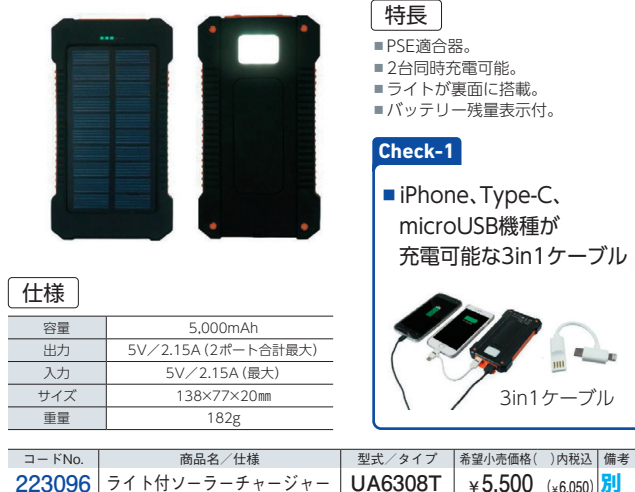 特長
■PSE適合器。
■2台同時充電可能。
■ライトが裏面に搭載。
■バッテリー残量表示付。
Check-1
■iPhone、Type-C、
microUSB機種が
充電可能な3in1ケーブル
3in1ケーブル
仕様
容量 5,000mAh
出力 5V／2.15A（2ポート合計最大）
入力 5V／2.15A（最大）
サイズ 138×77×20㎜
重量 182g
コードNo. 商品名／仕様 型式／タイプ 希望小売価格( )内税込 備考
223096 ライト付ソーラーチャージャー UA6308T ¥5,500 (¥6,050) 別